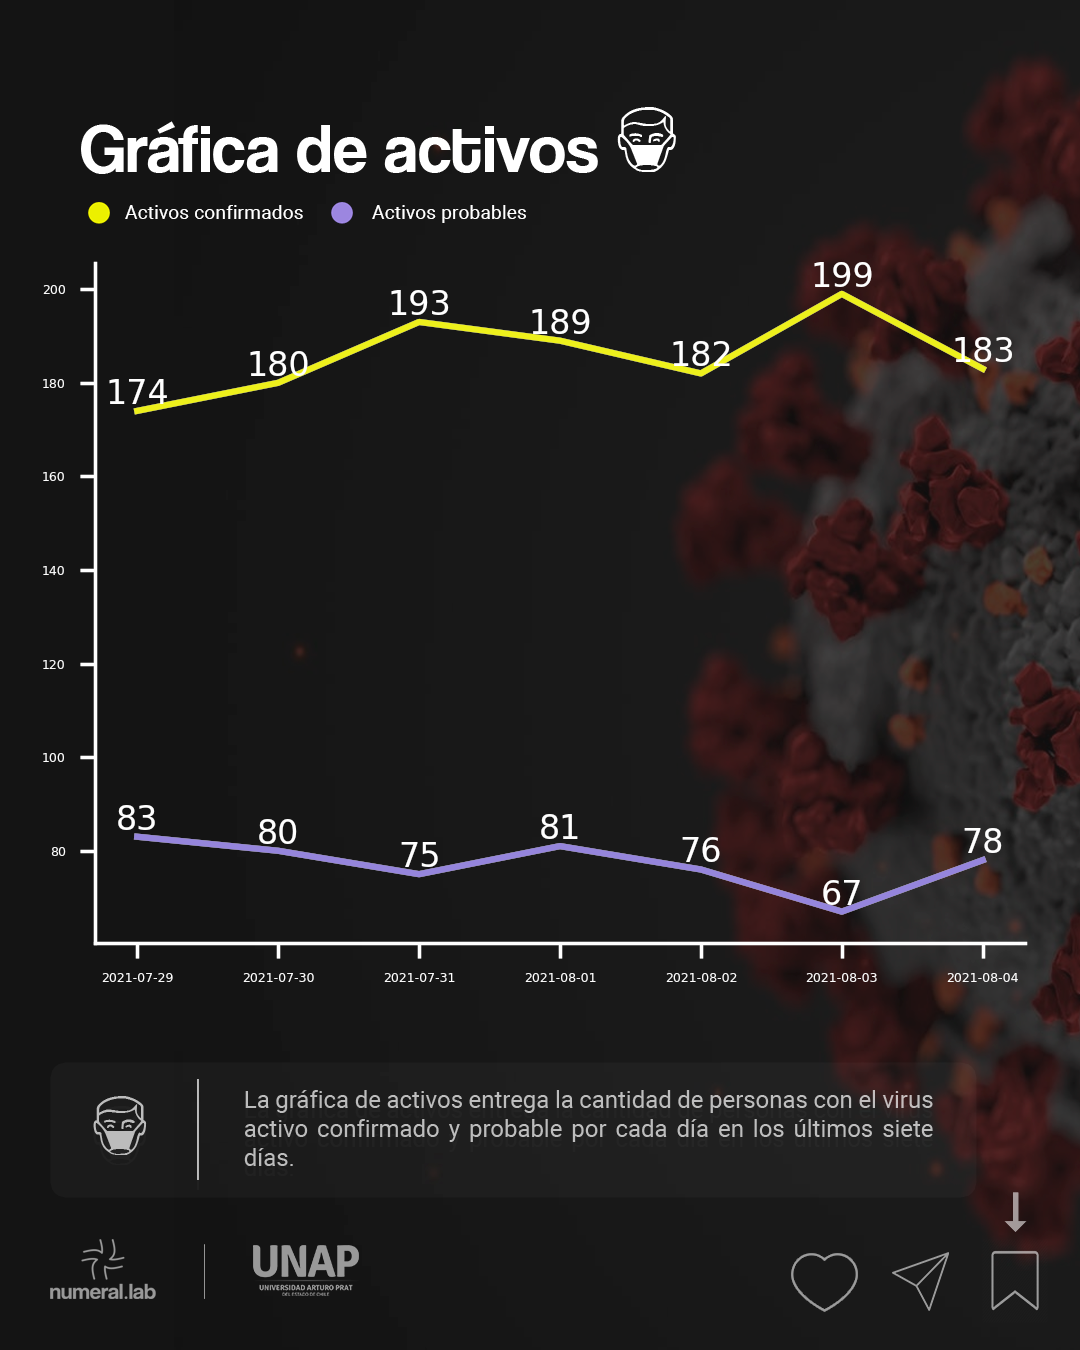 Gráfica de activos
Activos confirmados Activos probables
200
180
160
140
120
100
80
174 180 193 189 182 199 183
83 80 75 81 76 67 78
2021-07-29 2021-07-30 2021-07-31 2021-08-01 2021-08-02 2021-08-03 2021-08-04
La gráfica de activos entrega la cantidad de personas con el virus
activo confirmado y probable por cada día en los últimos siete
días.
numeral.lab
UNAP
UNIVERSIDAD ARTURO PRAT
DEL ESTADO DE CHILE